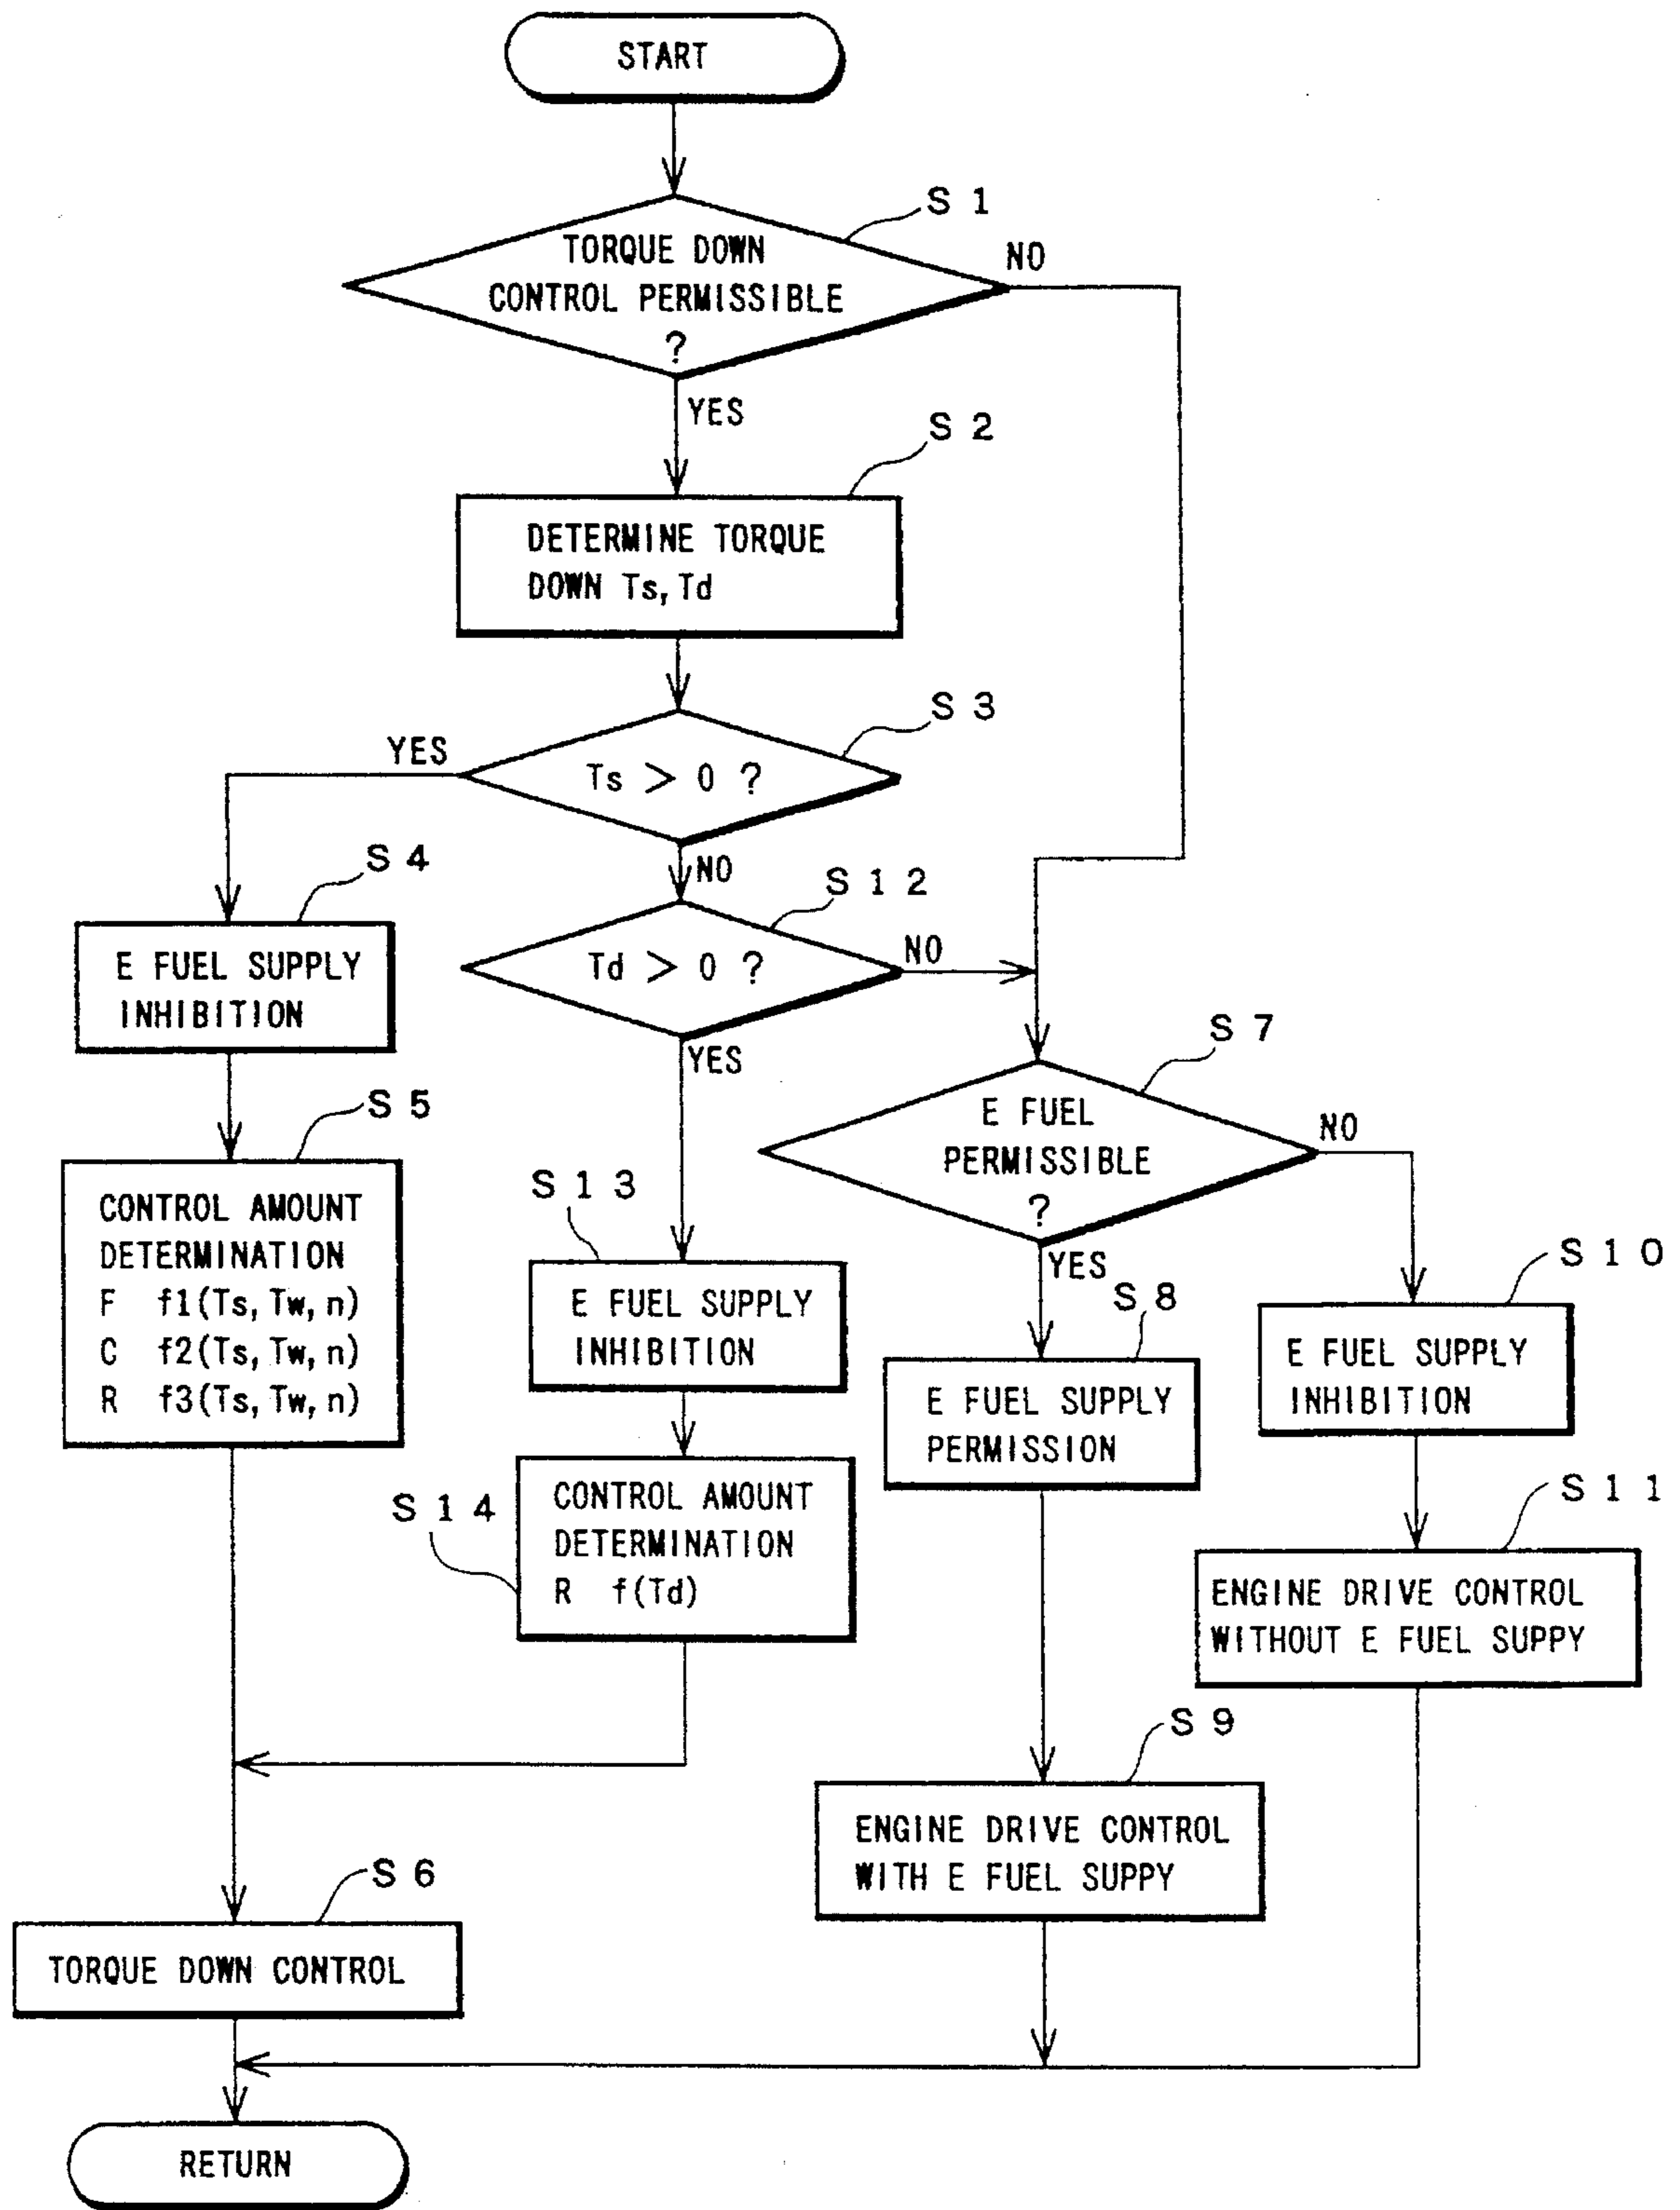 START
S 1
TORQUE DOWN
CONTROL PERMISSIBLE
?
NO
YES
S 2
DETERMINE TORQUE
DOWN Ts, Td
S 3
YES
Ts > 0 ?
NO
S 4
E FUEL SUPPLY
INHIBITION
S 1 2
Td > 0 ?
NO
YES
S 5
CONTROL AMOUNT
DETERMINATION
F f1(Ts, Tw, n)
C f2(Ts, Tw, n)
R f3(Ts, Tw, n)
S 7
E FUEL
PERMISSIBLE
?
NO
YES
S 1 3
E FUEL SUPPLY
INHIBITION
S 8
E FUEL SUPPLY
PERMISSION
S 1 0
E FUEL SUPPLY
INHIBITION
S 1 4
CONTROL AMOUNT
DETERMINATION
R f(Td)
S 1 1
ENGINE DRIVE CONTROL
WITHOUT E FUEL SUPPY
S 9
ENGINE DRIVE CONTROL
WITH E FUEL SUPPY
S 6
TORQUE DOWN CONTROL
RETURN